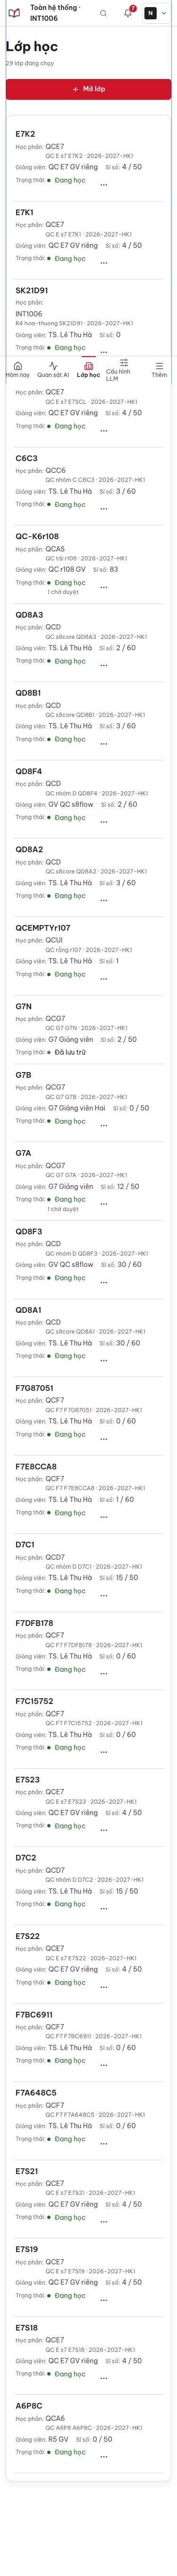 Toàn hệ thống ·
INT1006
7
N
Lớp học
29 lớp đang chạy
+ Mở lớp
E7K2
Học phần: QCE7
QC E s7 E7K2 · 2026-2027-HK1
Giảng viên: QC E7 GV riêng Sĩ số: 4 / 50
Trạng thái: Đang học
E7K1
Học phần: QCE7
QC E s7 E7K1 · 2026-2027-HK1
Giảng viên: QC E7 GV riêng Sĩ số: 4 / 50
Trạng thái: Đang học
SK21D91
Học phần:
INT1006
R4 hoa-thuong SK21D91 · 2026-2027-HK1
Giảng viên: TS. Lê Thu Hà Sĩ số: 0
Trạng thái: Đang học
Hôm nay
Quan sát AI
Lớp học
Cấu hình
LLM
Thêm
Học phần: QCE7
QC E s7 E7SCL · 2026-2027-HK1
Giảng viên: QC E7 GV riêng Sĩ số: 4 / 50
Trạng thái: Đang học
C6C3
Học phần: QCC6
QC nhóm C C6C3 · 2026-2027-HK1
Giảng viên: TS. Lê Thu Hà Sĩ số: 3 / 60
Trạng thái: Đang học
QC-K6r108
Học phần: QCAS
QC tải r108 · 2026-2027-HK1
Giảng viên: QC r108 GV Sĩ số: 83
Trạng thái: Đang học
1 chờ duyệt
QD8A3
Học phần: QCD
QC s8core QD8A3 · 2026-2027-HK1
Giảng viên: TS. Lê Thu Hà Sĩ số: 2 / 60
Trạng thái: Đang học
QD8B1
Học phần: QCD
QC s8core QD8B1 · 2026-2027-HK1
Giảng viên: TS. Lê Thu Hà Sĩ số: 3 / 60
Trạng thái: Đang học
QD8F4
Học phần: QCD
QC nhóm D QD8F4 · 2026-2027-HK1
Giảng viên: GV QC s8flow Sĩ số: 2 / 60
Trạng thái: Đang học
QD8A2
Học phần: QCD
QC s8core QD8A2 · 2026-2027-HK1
Giảng viên: TS. Lê Thu Hà Sĩ số: 3 / 60
Trạng thái: Đang học
QCEMPTYr107
Học phần: QCUI
QC rỗng r107 · 2026-2027-HK1
Giảng viên: TS. Lê Thu Hà Sĩ số: 1
Trạng thái: Đang học
G7N
Học phần: QCG7
QC G7 G7N · 2026-2027-HK1
Giảng viên: G7 Giảng viên Sĩ số: 2 / 50
Trạng thái: Đã lưu trữ
G7B
Học phần: QCG7
QC G7 G7B · 2026-2027-HK1
Giảng viên: G7 Giảng viên Hai Sĩ số: 0 / 50
Trạng thái: Đang học
G7A
Học phần: QCG7
QC G7 G7A · 2026-2027-HK1
Giảng viên: G7 Giảng viên Sĩ số: 12 / 50
Trạng thái: Đang học
1 chờ duyệt
QD8F3
Học phần: QCD
QC nhóm D QD8F3 · 2026-2027-HK1
Giảng viên: GV QC s8flow Sĩ số: 30 / 60
Trạng thái: Đang học
QD8A1
Học phần: QCD
QC s8core QD8A1 · 2026-2027-HK1
Giảng viên: TS. Lê Thu Hà Sĩ số: 30 / 60
Trạng thái: Đang học
F7G87051
Học phần: QCF7
QC F7 F7G87051 · 2026-2027-HK1
Giảng viên: TS. Lê Thu Hà Sĩ số: 0 / 60
Trạng thái: Đang học
F7E8CCA8
Học phần: QCF7
QC F7 F7E8CCA8 · 2026-2027-HK1
Giảng viên: TS. Lê Thu Hà Sĩ số: 1 / 60
Trạng thái: Đang học
D7C1
Học phần: QCD7
QC nhóm D D7C1 · 2026-2027-HK1
Giảng viên: TS. Lê Thu Hà Sĩ số: 15 / 50
Trạng thái: Đang học
F7DFB178
Học phần: QCF7
QC F7 F7DFB178 · 2026-2027-HK1
Giảng viên: TS. Lê Thu Hà Sĩ số: 0 / 60
Trạng thái: Đang học
F7C15752
Học phần: QCF7
QC F7 F7C15752 · 2026-2027-HK1
Giảng viên: TS. Lê Thu Hà Sĩ số: 0 / 60
Trạng thái: Đang học
E7S23
Học phần: QCE7
QC E s7 E7S23 · 2026-2027-HK1
Giảng viên: QC E7 GV riêng Sĩ số: 4 / 50
Trạng thái: Đang học
D7C2
Học phần: QCD7
QC nhóm D D7C2 · 2026-2027-HK1
Giảng viên: TS. Lê Thu Hà Sĩ số: 15 / 50
Trạng thái: Đang học
E7S22
Học phần: QCE7
QC E s7 E7S22 · 2026-2027-HK1
Giảng viên: QC E7 GV riêng Sĩ số: 4 / 50
Trạng thái: Đang học
F7BC6911
Học phần: QCF7
QC F7 F7BC6911 · 2026-2027-HK1
Giảng viên: TS. Lê Thu Hà Sĩ số: 0 / 60
Trạng thái: Đang học
F7A648C5
Học phần: QCF7
QC F7 F7A648C5 · 2026-2027-HK1
Giảng viên: TS. Lê Thu Hà Sĩ số: 0 / 60
Trạng thái: Đang học
E7S21
Học phần: QCE7
QC E s7 E7S21 · 2026-2027-HK1
Giảng viên: QC E7 GV riêng Sĩ số: 4 / 50
Trạng thái: Đang học
E7S19
Học phần: QCE7
QC E s7 E7S19 · 2026-2027-HK1
Giảng viên: QC E7 GV riêng Sĩ số: 4 / 50
Trạng thái: Đang học
E7S18
Học phần: QCE7
QC E s7 E7S18 · 2026-2027-HK1
Giảng viên: QC E7 GV riêng Sĩ số: 4 / 50
Trạng thái: Đang học
A6P8C
Học phần: QCA6
QC A6P8 A6P8C · 2026-2027-HK1
Giảng viên: R5 GV Sĩ số: 0 / 50
Trạng thái: Đang học